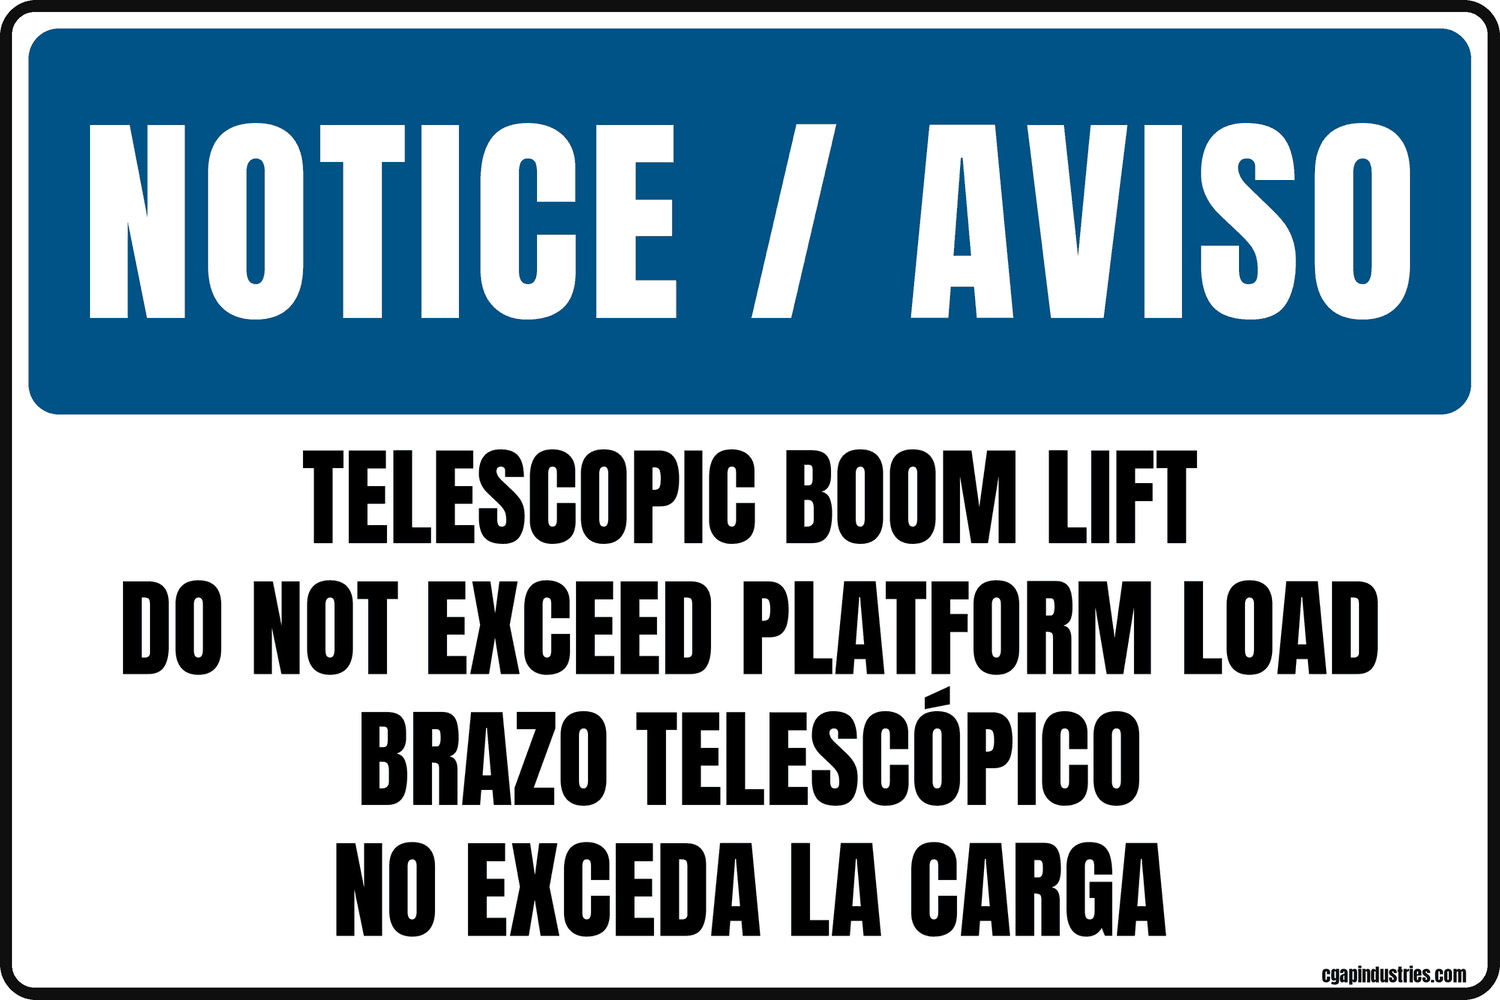 NOTICE / AVISO
TELESCOPIC BOOM LIFT
DO NOT EXCEED PLATFORM LOAD
BRAZO TELESCÓPICO
NO EXCEDA LA CARGA
cgapindustries.com